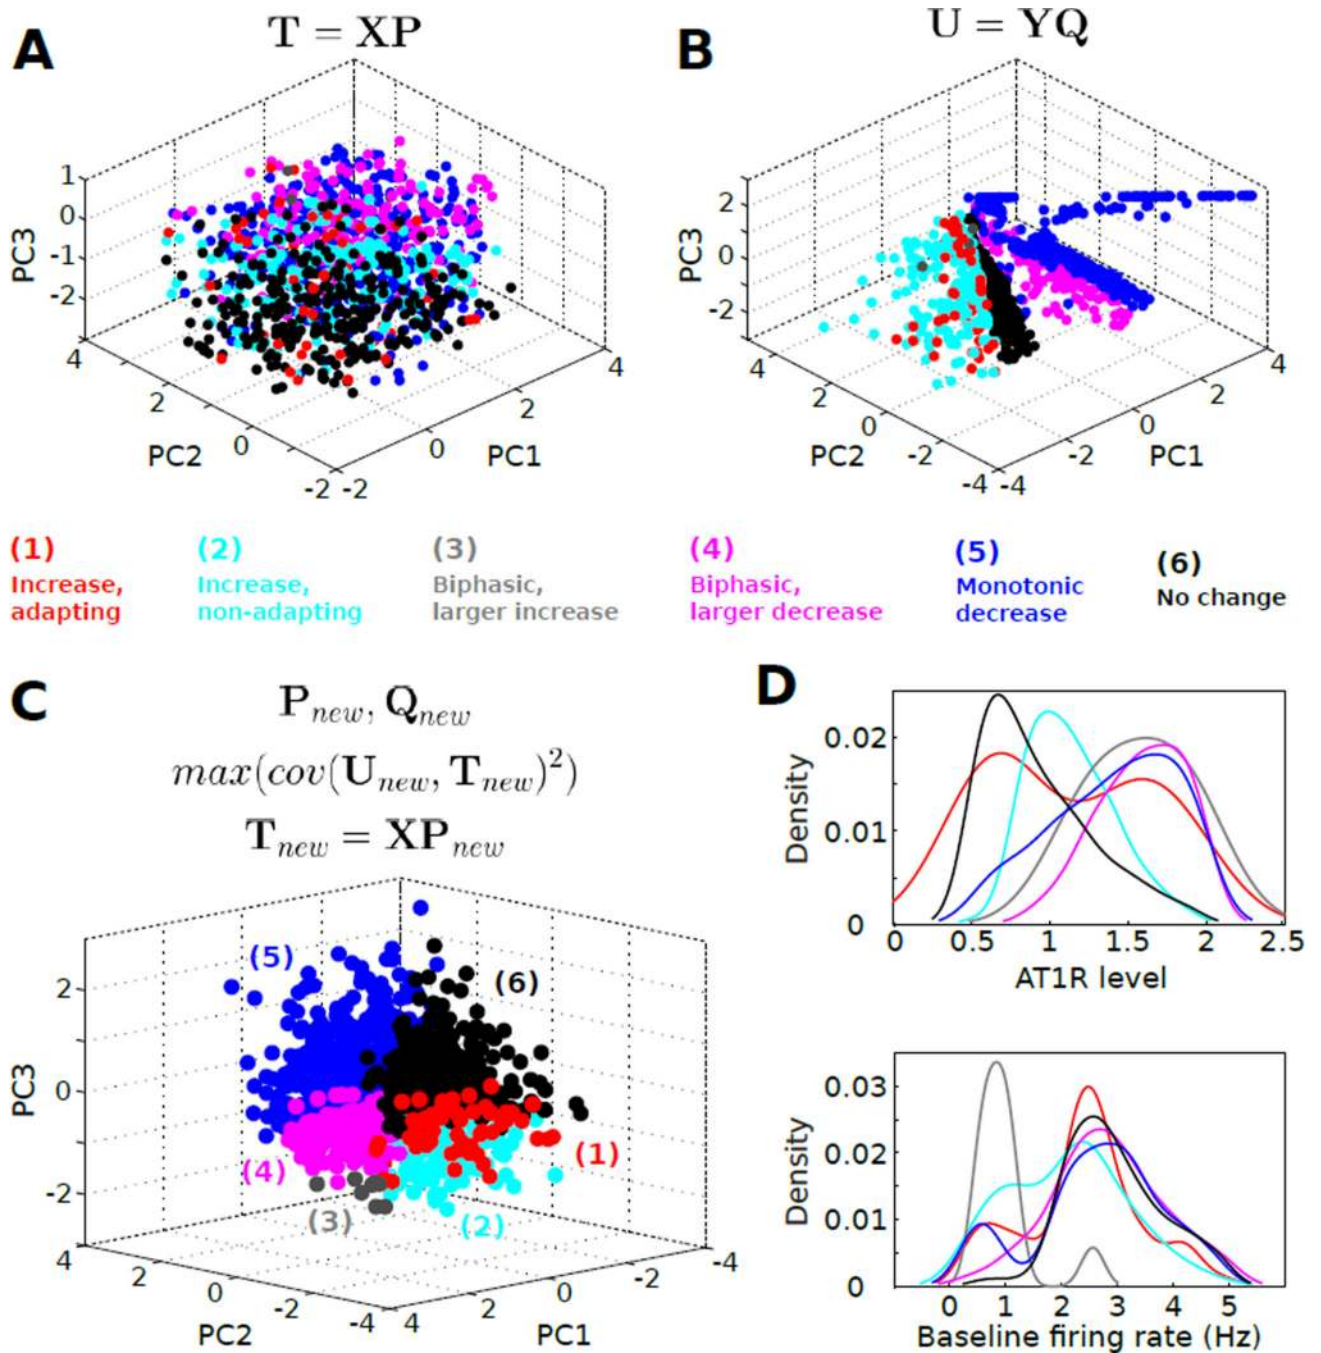 A
T = XP
1
0
-1
-2
PC3
4
2
0
-2
PC2
-2
0
2
4
PC1
B
U = YQ
2
0
-2
PC3
4
2
0
-2
-4
PC2
-4
-2
0
2
4
PC1
(1)
Increase,
adapting
(2)
Increase,
non-adapting
(3)
Biphasic,
larger increase
(4)
Biphasic,
larger decrease
(5)
Monotonic
decrease
(6)
No change
C
P_new, Q_new
max(cov(U_new, T_new)^2)
T_new = XP_new
(5)
(6)
(4)
(3)
(2)
(1)
2
0
-2
PC3
4
2
0
-2
-4
PC2
4
2
0
-2
-4
PC1
D
0.02
0.01
0
Density
0 0.5 1 1.5 2 2.5
AT1R level
0.03
0.02
0.01
0
Density
0 1 2 3 4 5
Baseline firing rate (Hz)